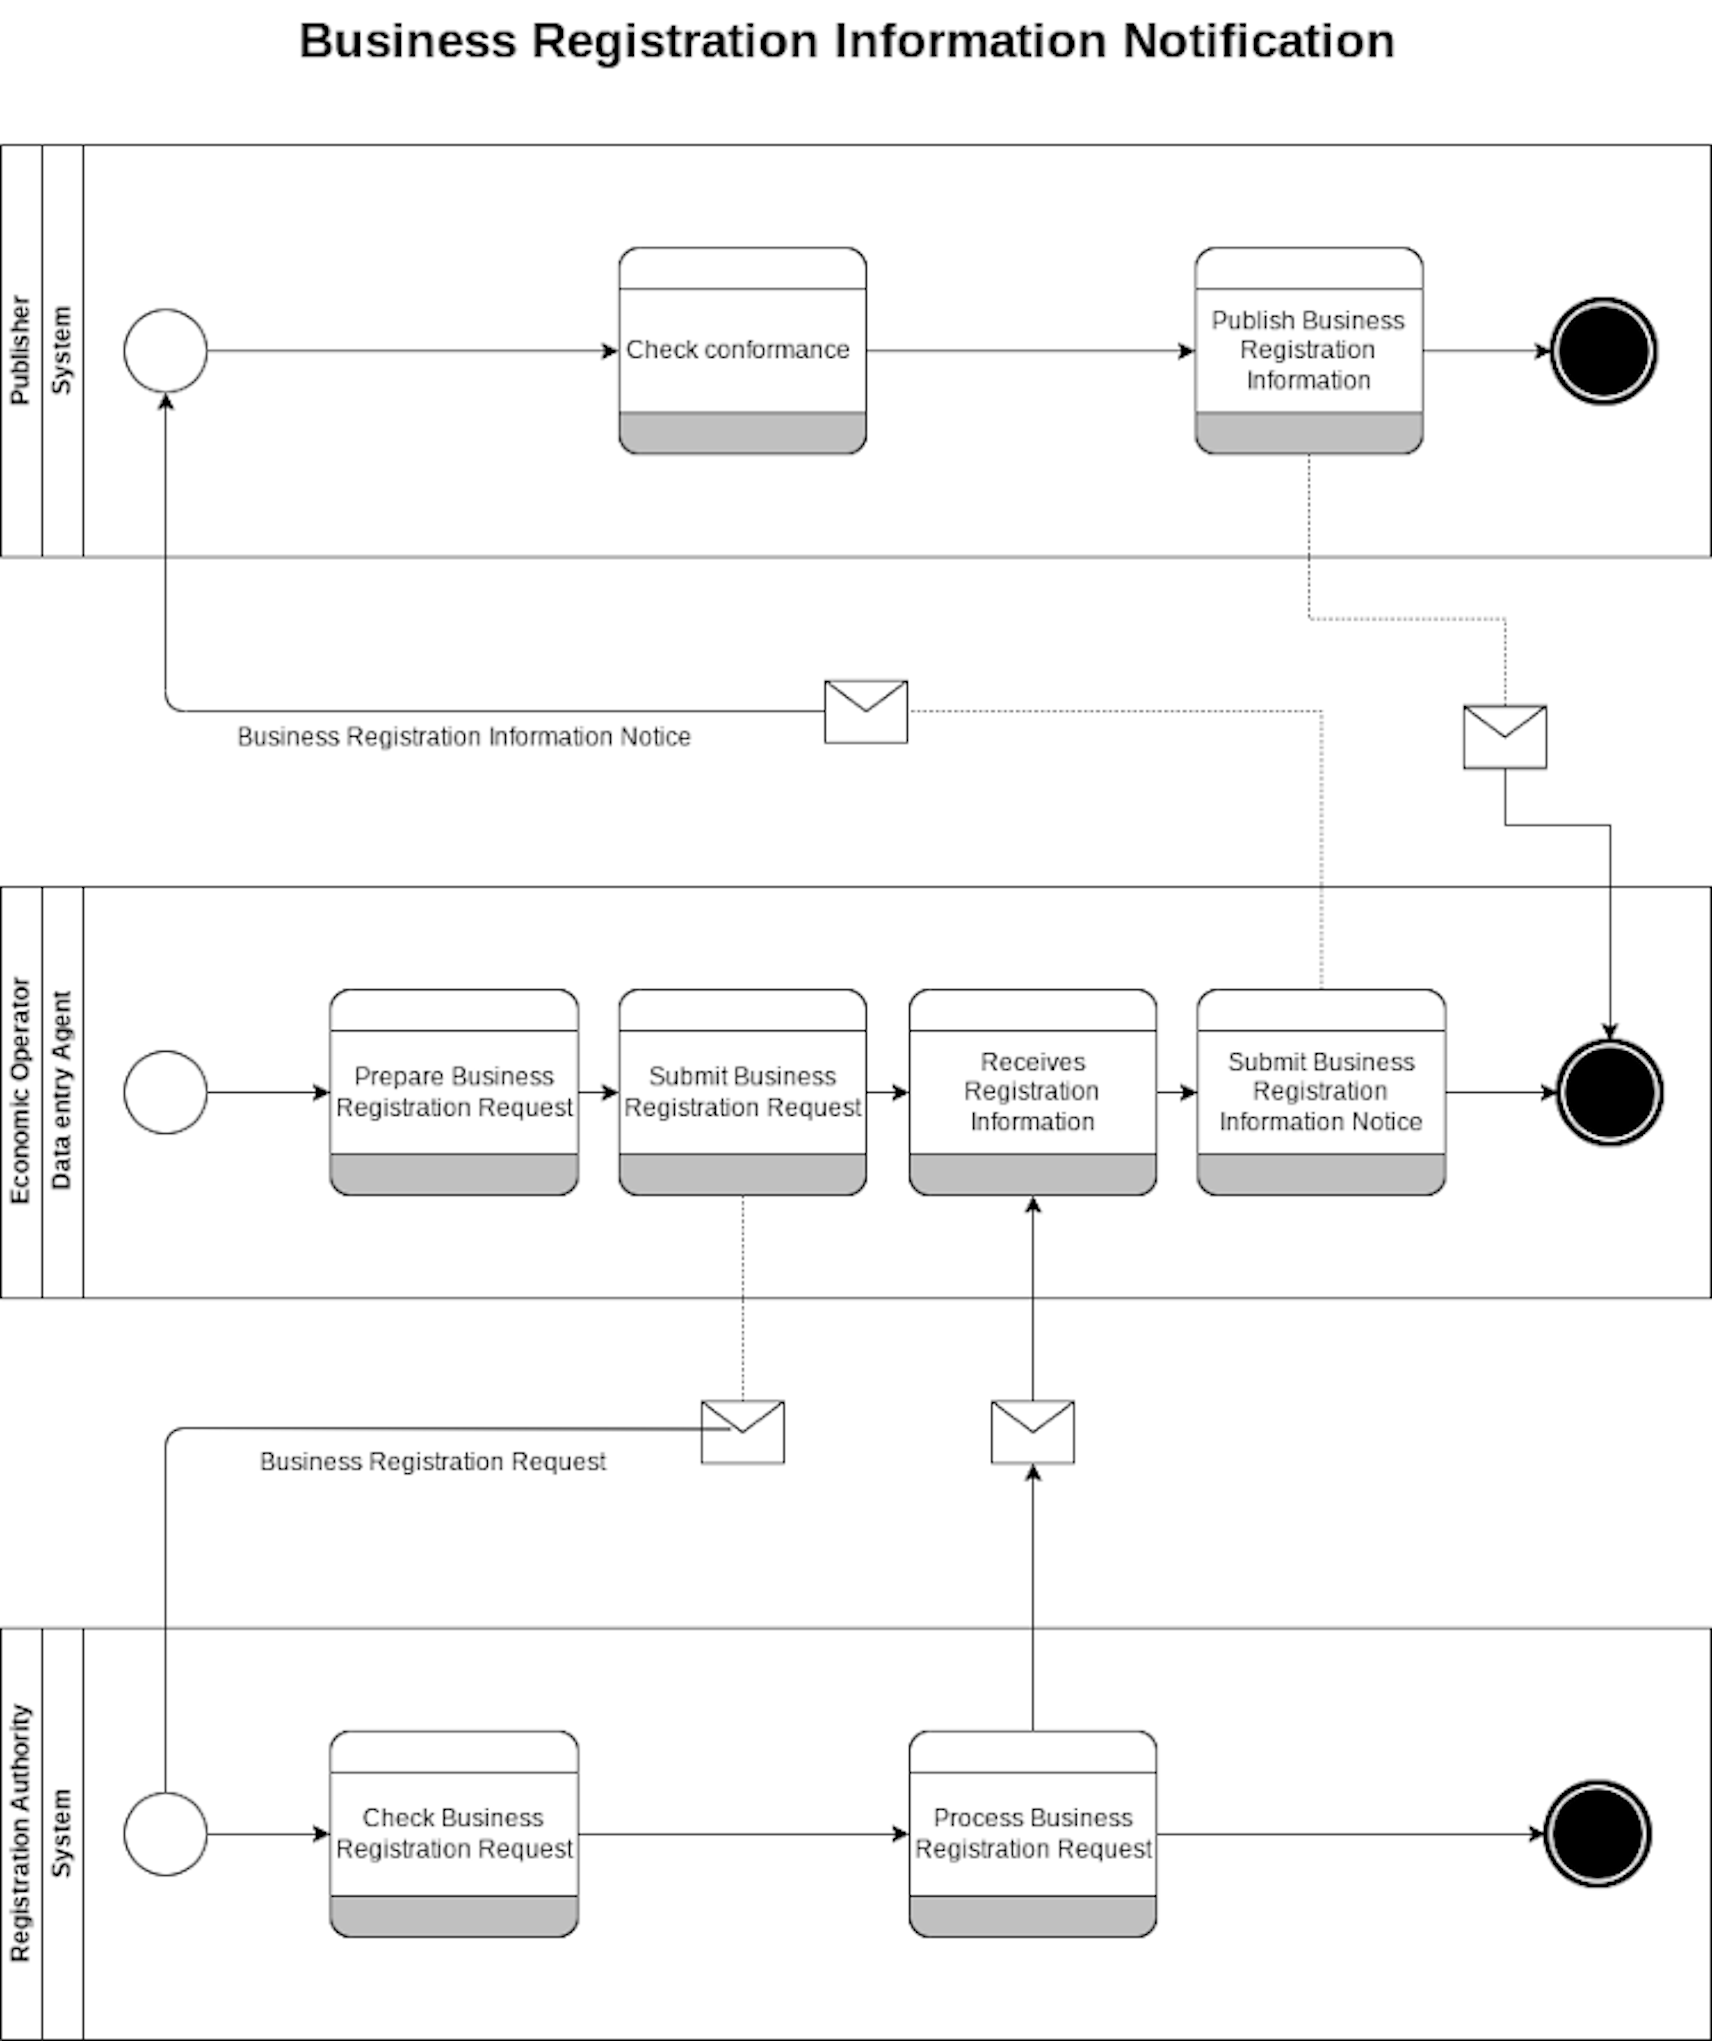 Business Registration Information Notification
Publisher
System
Check conformance
Publish Business
Registration
Information
Business Registration Information Notice
Economic Operator
Data entry Agent
Prepare Business
Registration Request
Submit Business
Registration Request
Receives
Registration
Information
Submit Business
Registration
Information Notice
Business Registration Request
Registration Authority
System
Check Business
Registration Request
Process Business
Registration Request